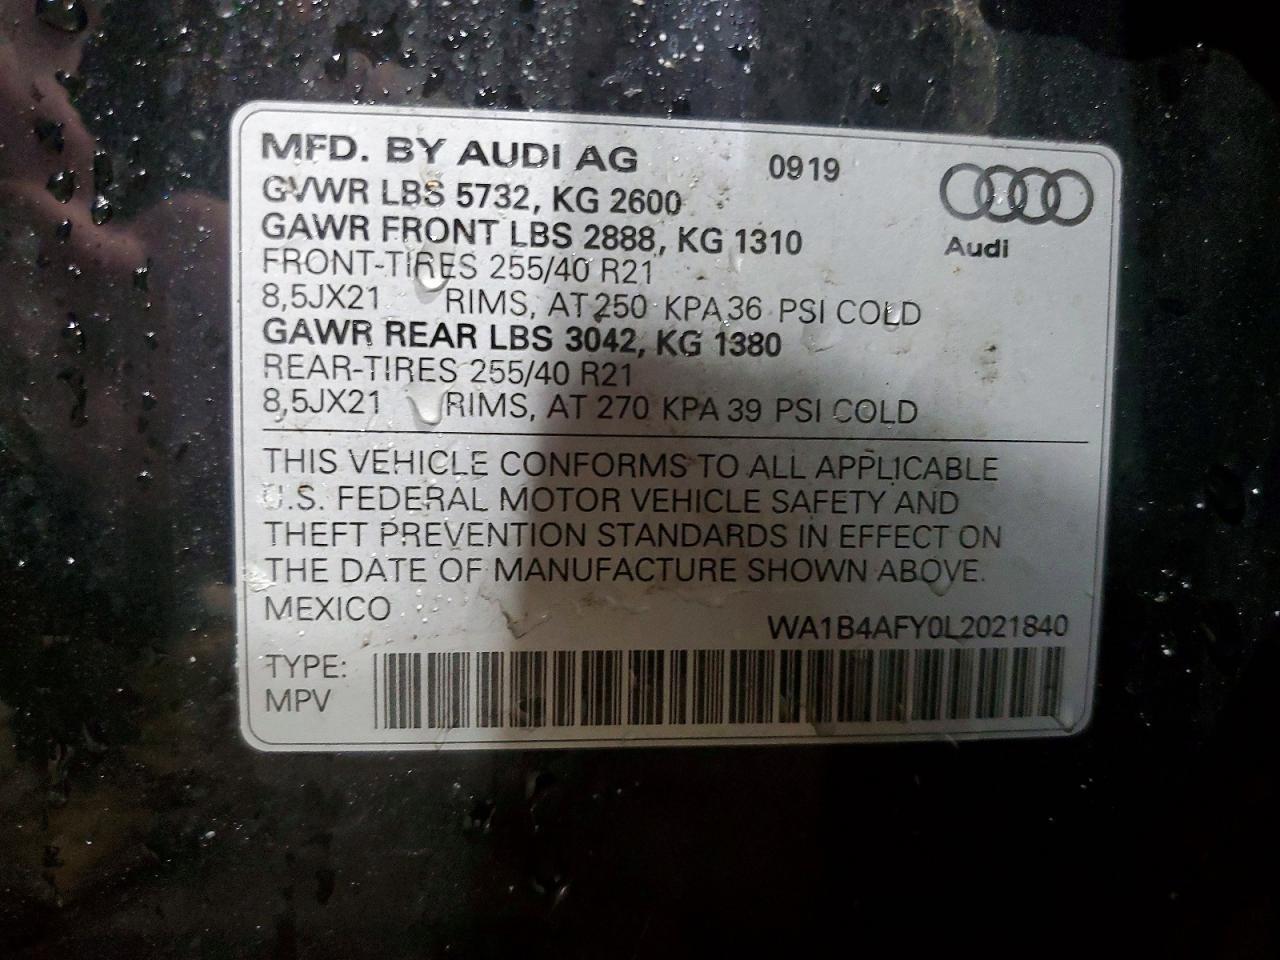 MFD. BY AUDI AG 0919
GVWR LBS 5732, KG 2600
GAWR FRONT LBS 2888, KG 1310
Audi
FRONT-TIRES 255/40 R21
8,5JX21 RIMS, AT 250 KPA 36 PSI COLD
GAWR REAR LBS 3042, KG 1380
REAR-TIRES 255/40 R21
8,5JX21 RIMS, AT 270 KPA 39 PSI COLD
THIS VEHICLE CONFORMS TO ALL APPLICABLE
U.S. FEDERAL MOTOR VEHICLE SAFETY AND
THEFT PREVENTION STANDARDS IN EFFECT ON
THE DATE OF MANUFACTURE SHOWN ABOVE.
MEXICO
WA1B4AFY0L2021840
TYPE:
MPV